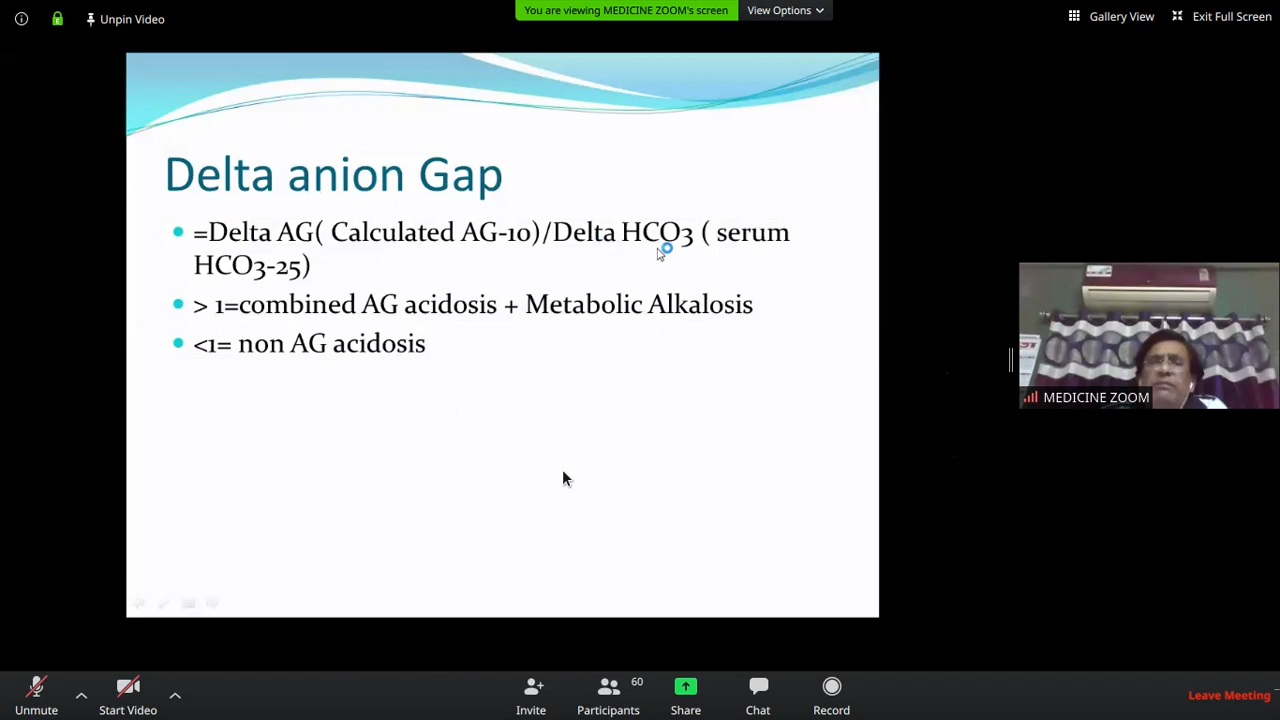 Unpin Video
You are viewing MEDICINE ZOOM's screen
View Options
Gallery View
Exit Full Screen
Delta anion Gap
=Delta AG( Calculated AG-10)/Delta HCO3 ( serum
HCO3-25)
> 1=combined AG acidosis + Metabolic Alkalosis
<1= non AG acidosis
MEDICINE ZOOM
Unmute
Start Video
Invite
60
Participants
Share
Chat
Record
Leave Meeting